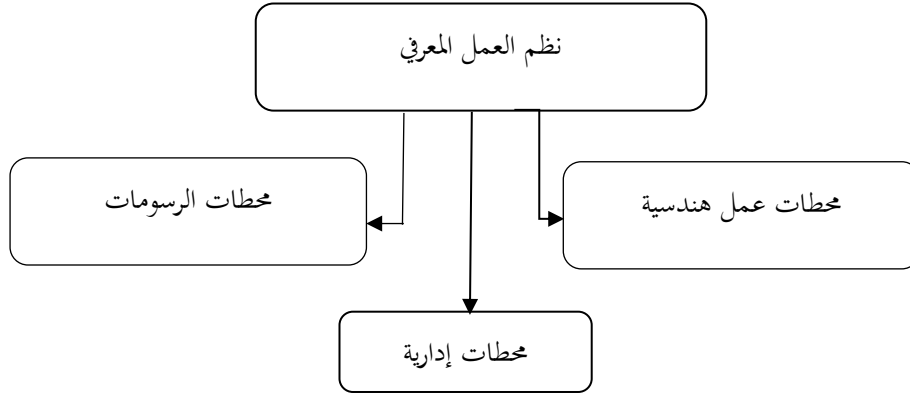 نظم العمل المعرفي
محطات عمل هندسية
محطات الرسومات
محطات إدارية